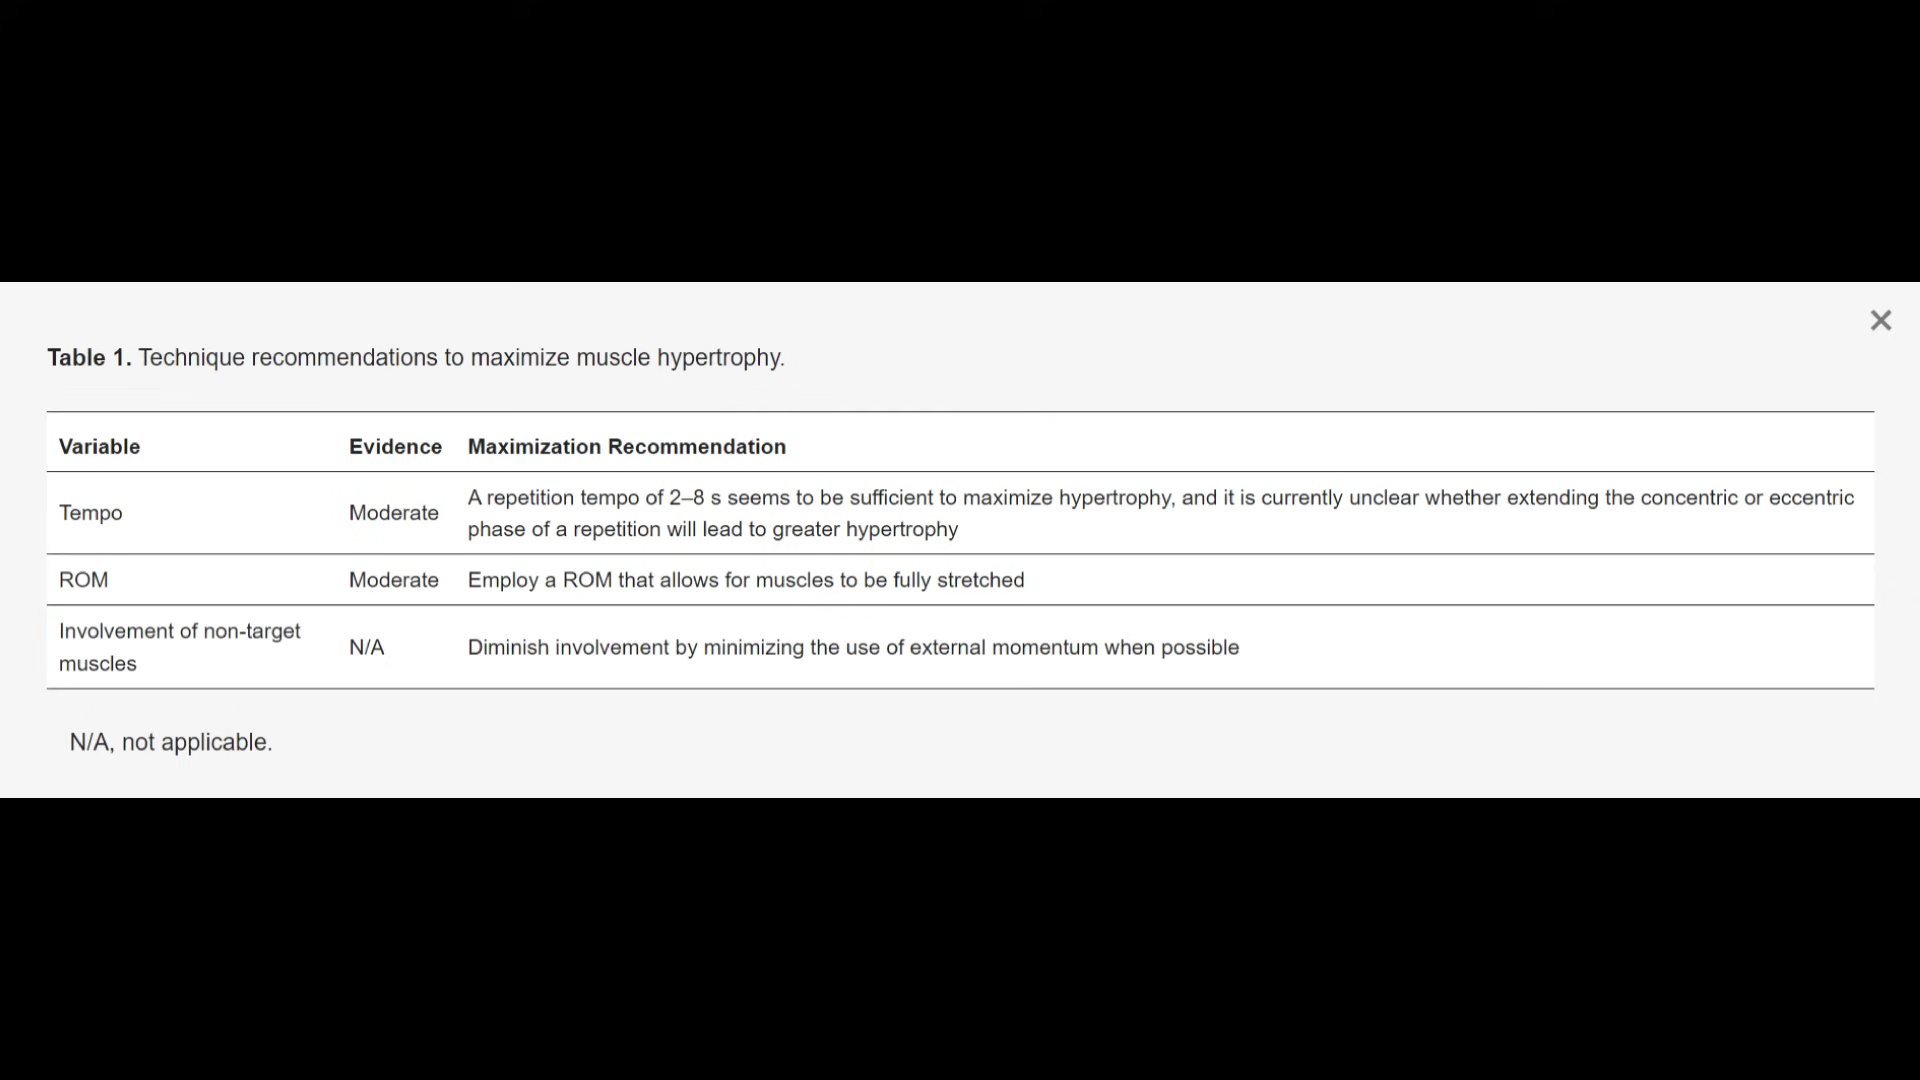 Table 1. Technique recommendations to maximize muscle hypertrophy.
Variable Evidence Maximization Recommendation
Tempo Moderate A repetition tempo of 2–8 s seems to be sufficient to maximize hypertrophy, and it is currently unclear whether extending the concentric or eccentric
phase of a repetition will lead to greater hypertrophy
ROM Moderate Employ a ROM that allows for muscles to be fully stretched
Involvement of non-target
muscles N/A Diminish involvement by minimizing the use of external momentum when possible
N/A, not applicable.